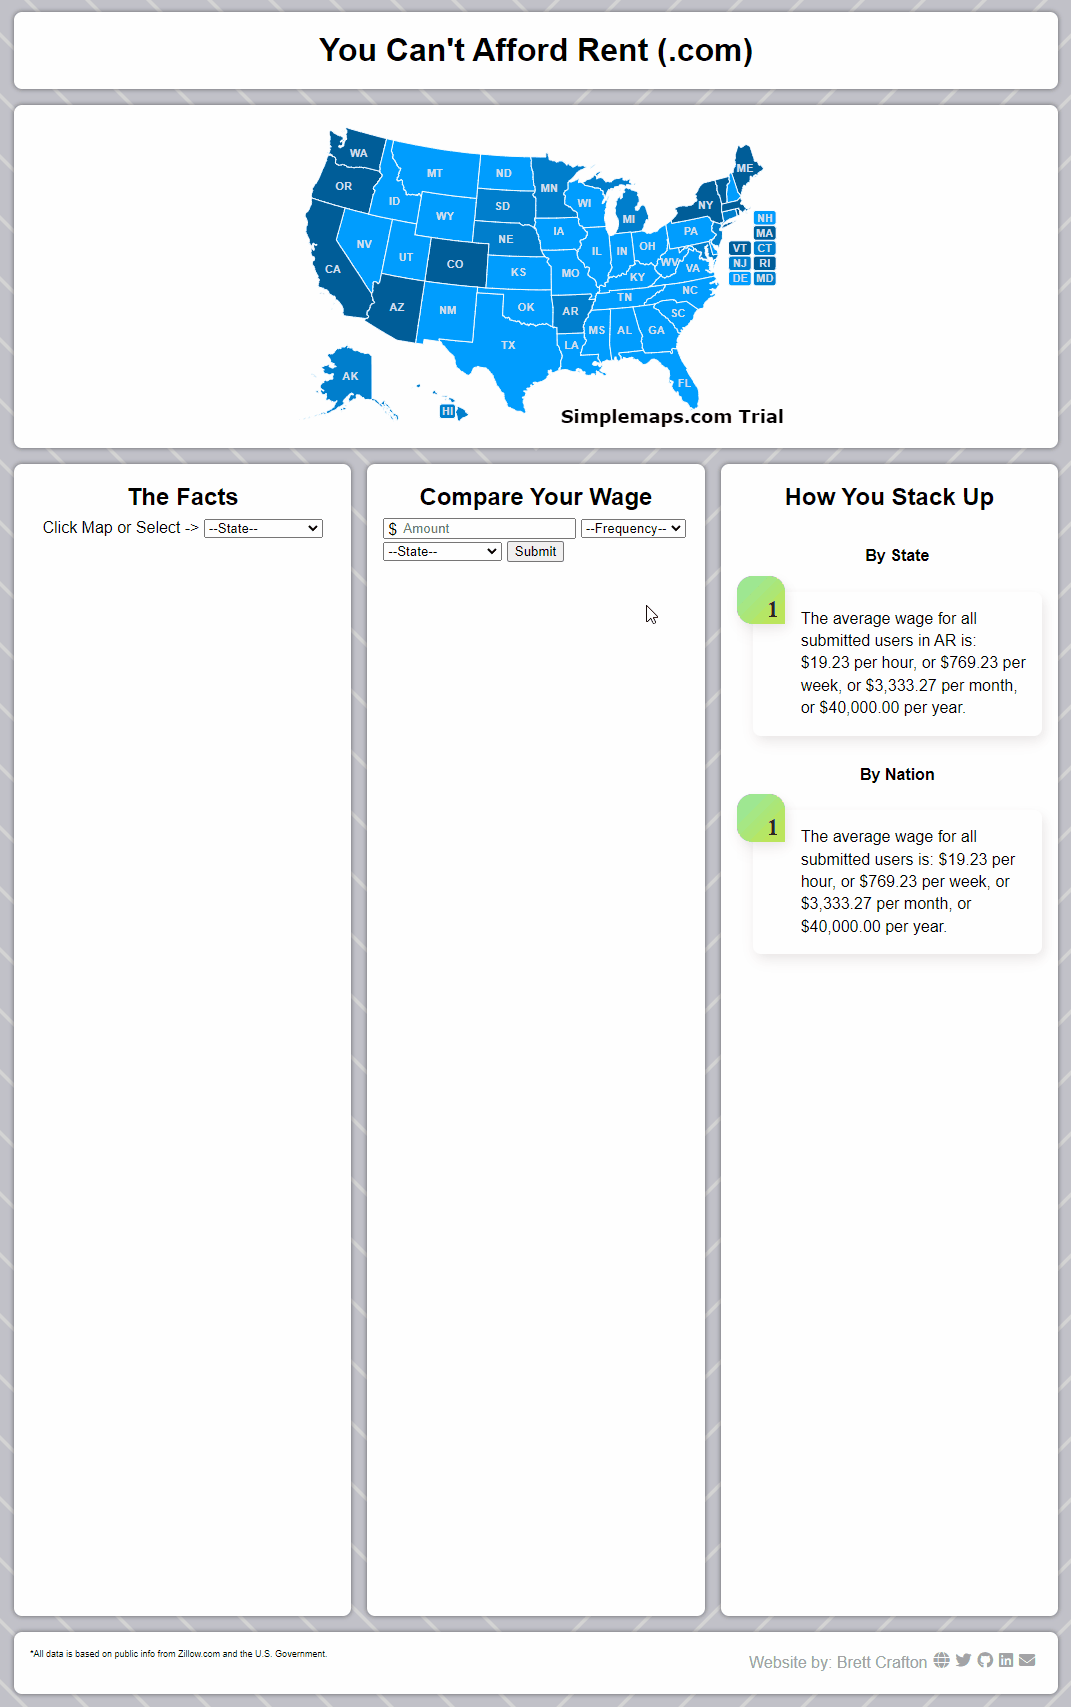 You Can't Afford Rent (.com)
WA
ME
MT
ND
OR
MN
ID
SD
WI
NY
WY
MI
NH
IA
PA
MA
NE
NV
OH
VT
CT
IL
IN
UT
CO
WV
NJ
RI
CA
KS
MO
VA
KY
DE
MD
NC
TN
AZ
NM
OK
AR
SC
MS
AL
GA
TX
LA
AK
FL
HI
Simplemaps.com Trial
The Facts
Click Map or Select -> --State--
Compare Your Wage
$ Amount --Frequency--
--State-- Submit
How You Stack Up
By State
1
The average wage for all
submitted users in AR is:
$19.23 per hour, or $769.23 per
week, or $3,333.27 per month,
or $40,000.00 per year.
By Nation
1
The average wage for all
submitted users is: $19.23 per
hour, or $769.23 per week, or
$3,333.27 per month, or
$40,000.00 per year.
*All data is based on public info from Zillow.com and the U.S. Government.
Website by: Brett Crafton